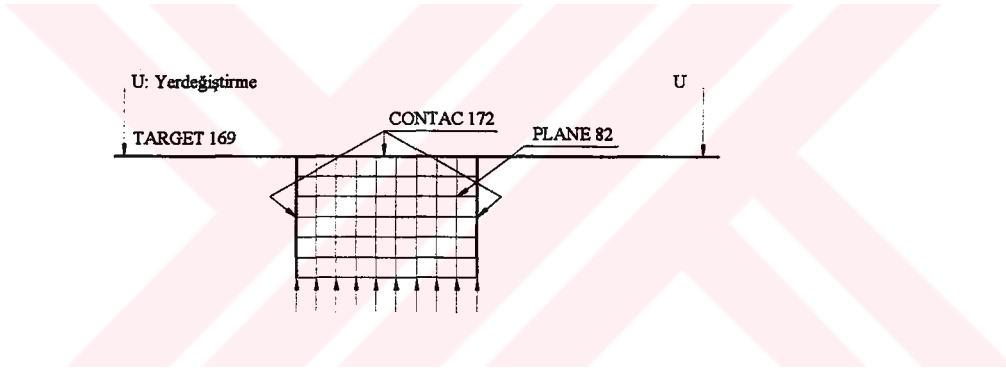 U: Yerdeğiştirme
U
CONTAC 172
TARGET 169
PLANE 82